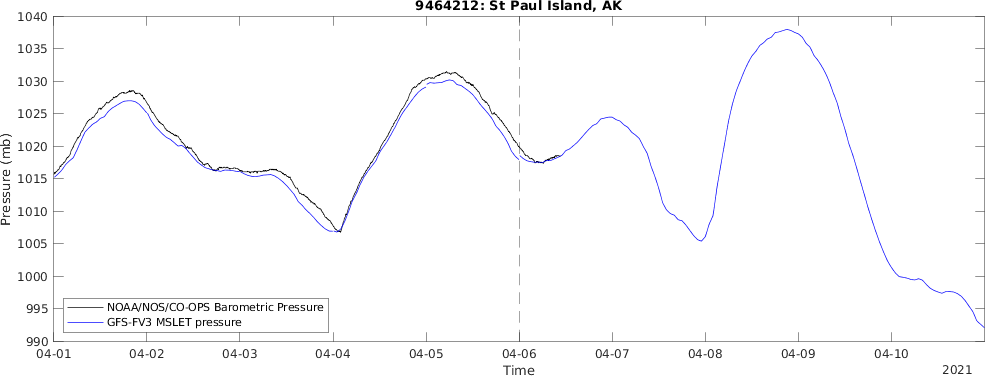 9464212: St Paul Island, AK
1040
1035
1030
1025
1020
1015
1010
1005
1000
995
990
Pressure (mb)
NOAA/NOS/CO-OPS Barometric Pressure
GFS-FV3 MSLET pressure
04-01 04-02 04-03 04-04 04-05 04-06 04-07 04-08 04-09 04-10
Time
2021